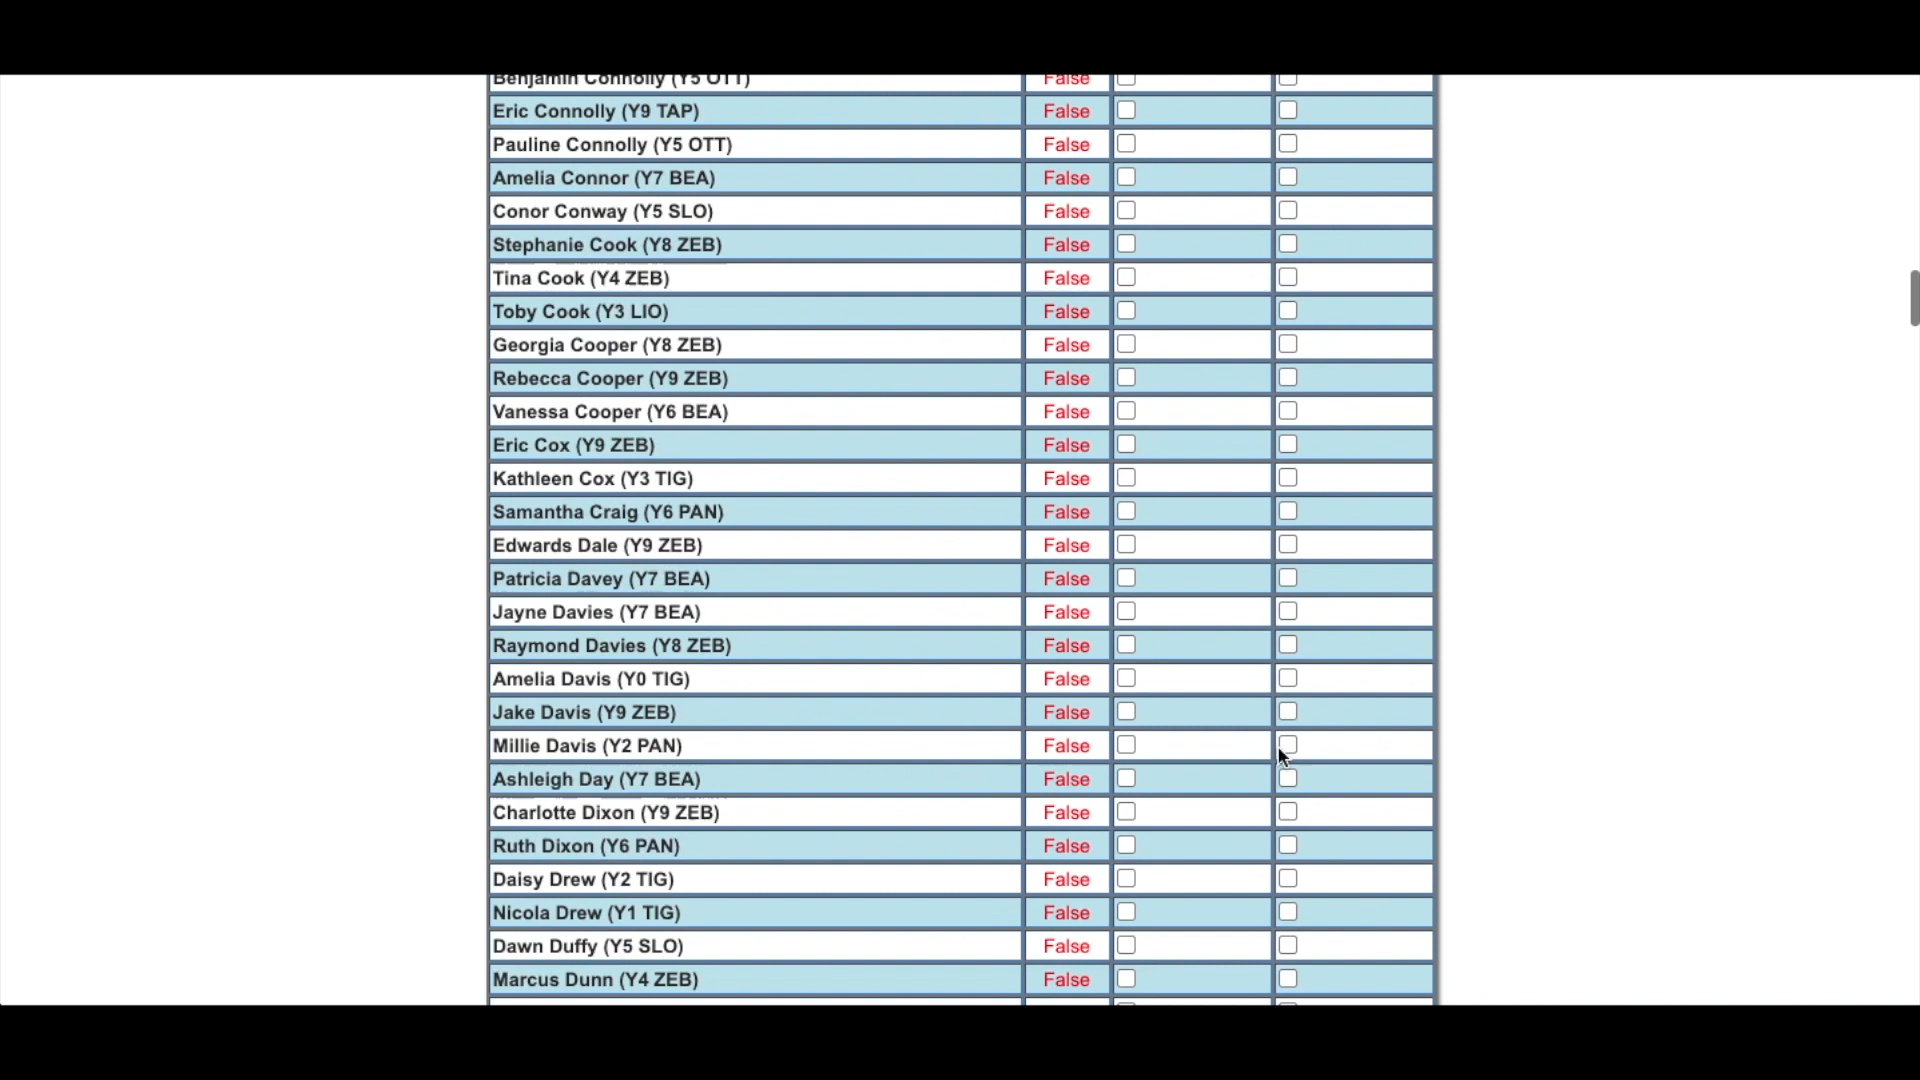 Benjamin Connolly (Y5 OTT) False
Eric Connolly (Y9 TAP) False
Pauline Connolly (Y5 OTT) False
Amelia Connor (Y7 BEA) False
Conor Conway (Y5 SLO) False
Stephanie Cook (Y8 ZEB) False
Tina Cook (Y4 ZEB) False
Toby Cook (Y3 LIO) False
Georgia Cooper (Y8 ZEB) False
Rebecca Cooper (Y9 ZEB) False
Vanessa Cooper (Y6 BEA) False
Eric Cox (Y9 ZEB) False
Kathleen Cox (Y3 TIG) False
Samantha Craig (Y6 PAN) False
Edwards Dale (Y9 ZEB) False
Patricia Davey (Y7 BEA) False
Jayne Davies (Y7 BEA) False
Raymond Davies (Y8 ZEB) False
Amelia Davis (Y0 TIG) False
Jake Davis (Y9 ZEB) False
Millie Davis (Y2 PAN) False
Ashleigh Day (Y7 BEA) False
Charlotte Dixon (Y9 ZEB) False
Ruth Dixon (Y6 PAN) False
Daisy Drew (Y2 TIG) False
Nicola Drew (Y1 TIG) False
Dawn Duffy (Y5 SLO) False
Marcus Dunn (Y4 ZEB) False